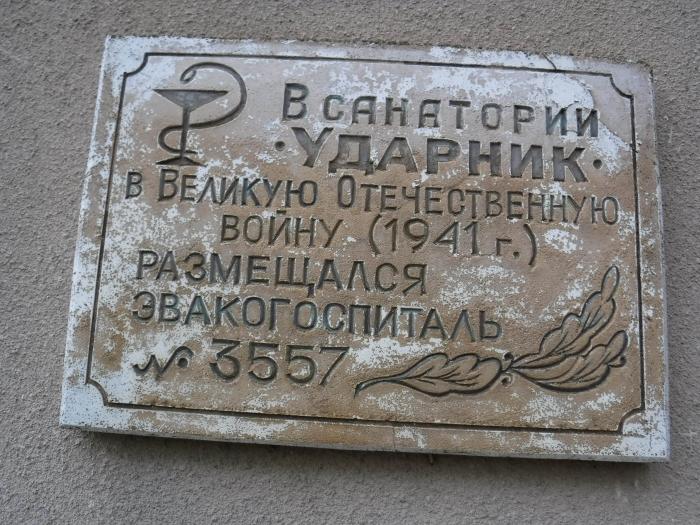 В САНАТОРИИ
·УДАРНИК·
В ВЕЛИКУЮ ОТЕЧЕСТВЕННУЮ
ВОЙНУ (1941 г.)
РАЗМЕЩАЛСЯ
ЭВАКОГОСПИТАЛЬ
№ 3557